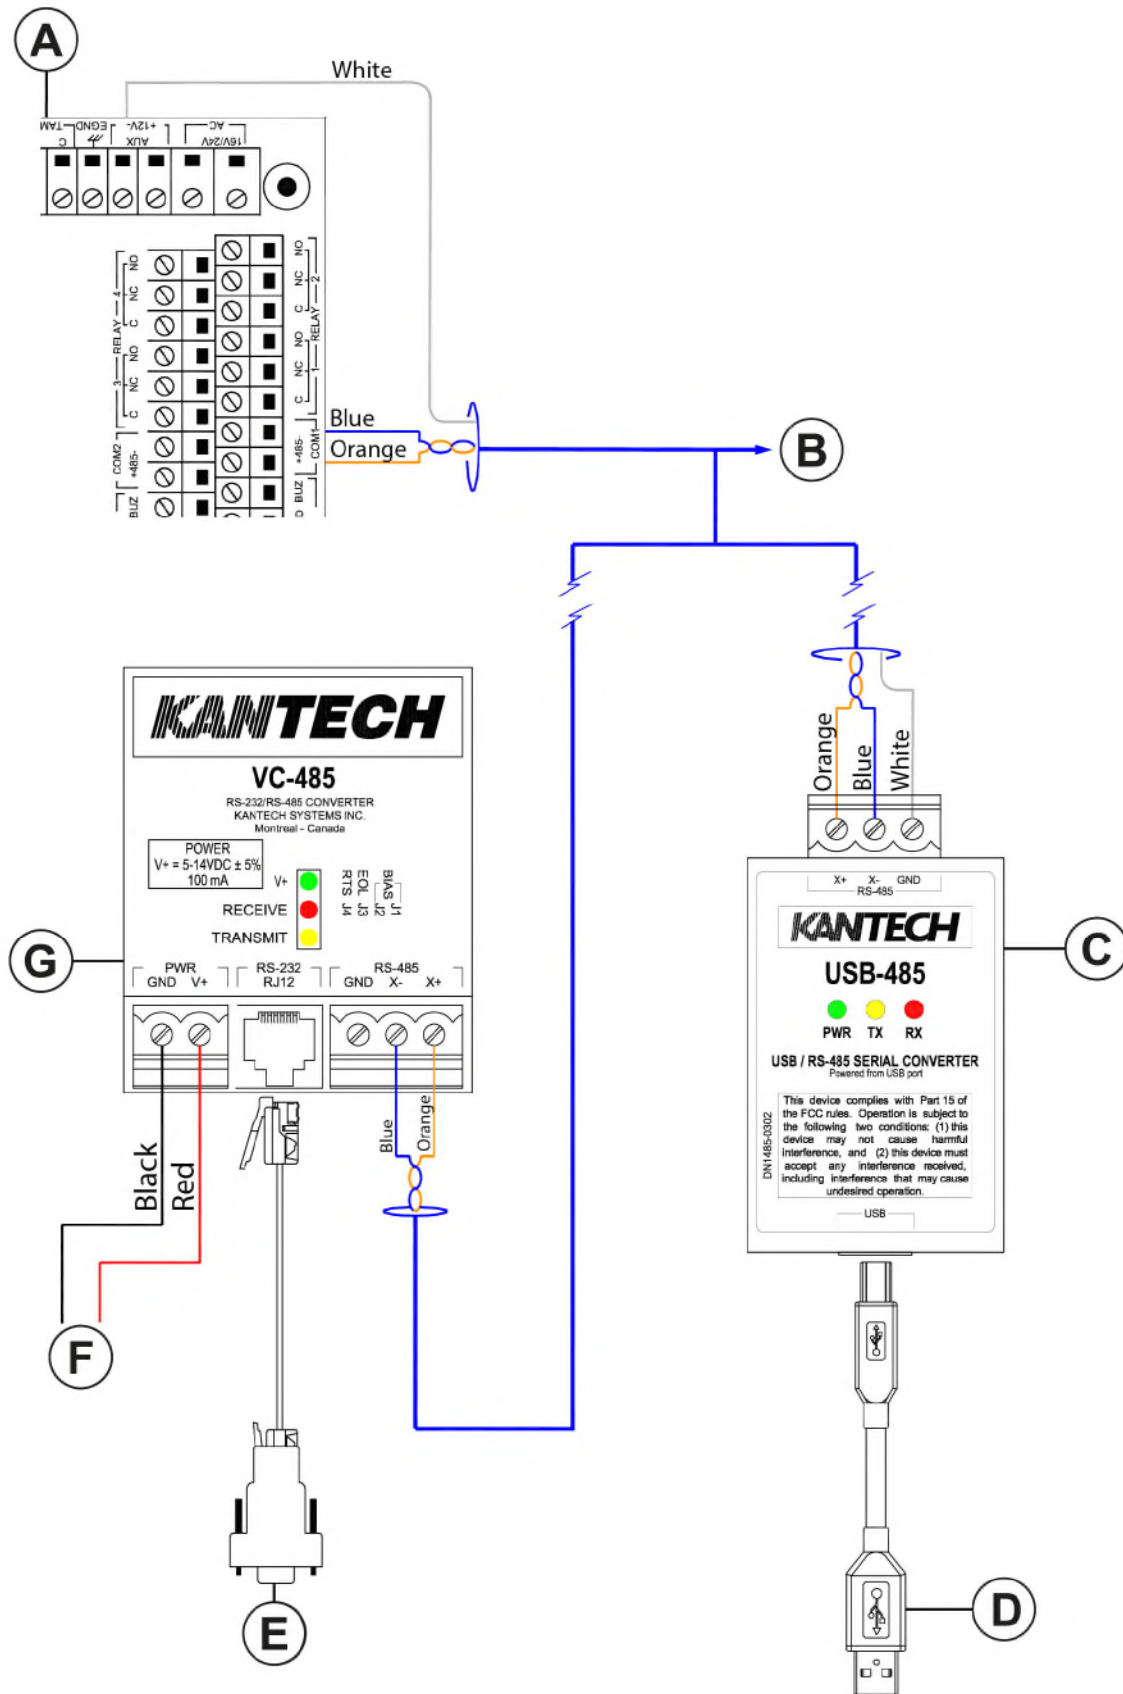 A
White
TAM
EGND
+12V-
AC
C
AUX
16V/24V
NO
NC
C
4
RELAY
NO
NC
C
3
COM2
+485-
BUZ
NO
NC
C
2
RELAY
NO
NC
C
1
COM1
+485-
BUZ
D
Blue
Orange
B
KANTECH
VC-485
RS-232/RS-485 CONVERTER
KANTECH SYSTEMS INC.
Montreal - Canada
POWER
V+ = 5-14VDC ± 5%
100 mA
V+
RECEIVE
TRANSMIT
BIAS J1
J2
EOL J3
RTS J4
G
PWR
GND V+
RS-232
RJ12
RS-485
GND X- X+
Black
Red
Blue
Orange
F
E
Orange
Blue
White
X+ X- GND
RS-485
KANTECH
USB-485
PWR TX RX
USB / RS-485 SERIAL CONVERTER
Powered from USB port
This device complies with Part 15 of
the FCC rules. Operation is subject to
the following two conditions: (1) this
device may not cause harmful
interference, and (2) this device must
accept any interference received,
including interference that may cause
undesired operation.
DN1485-0302
USB
C
D